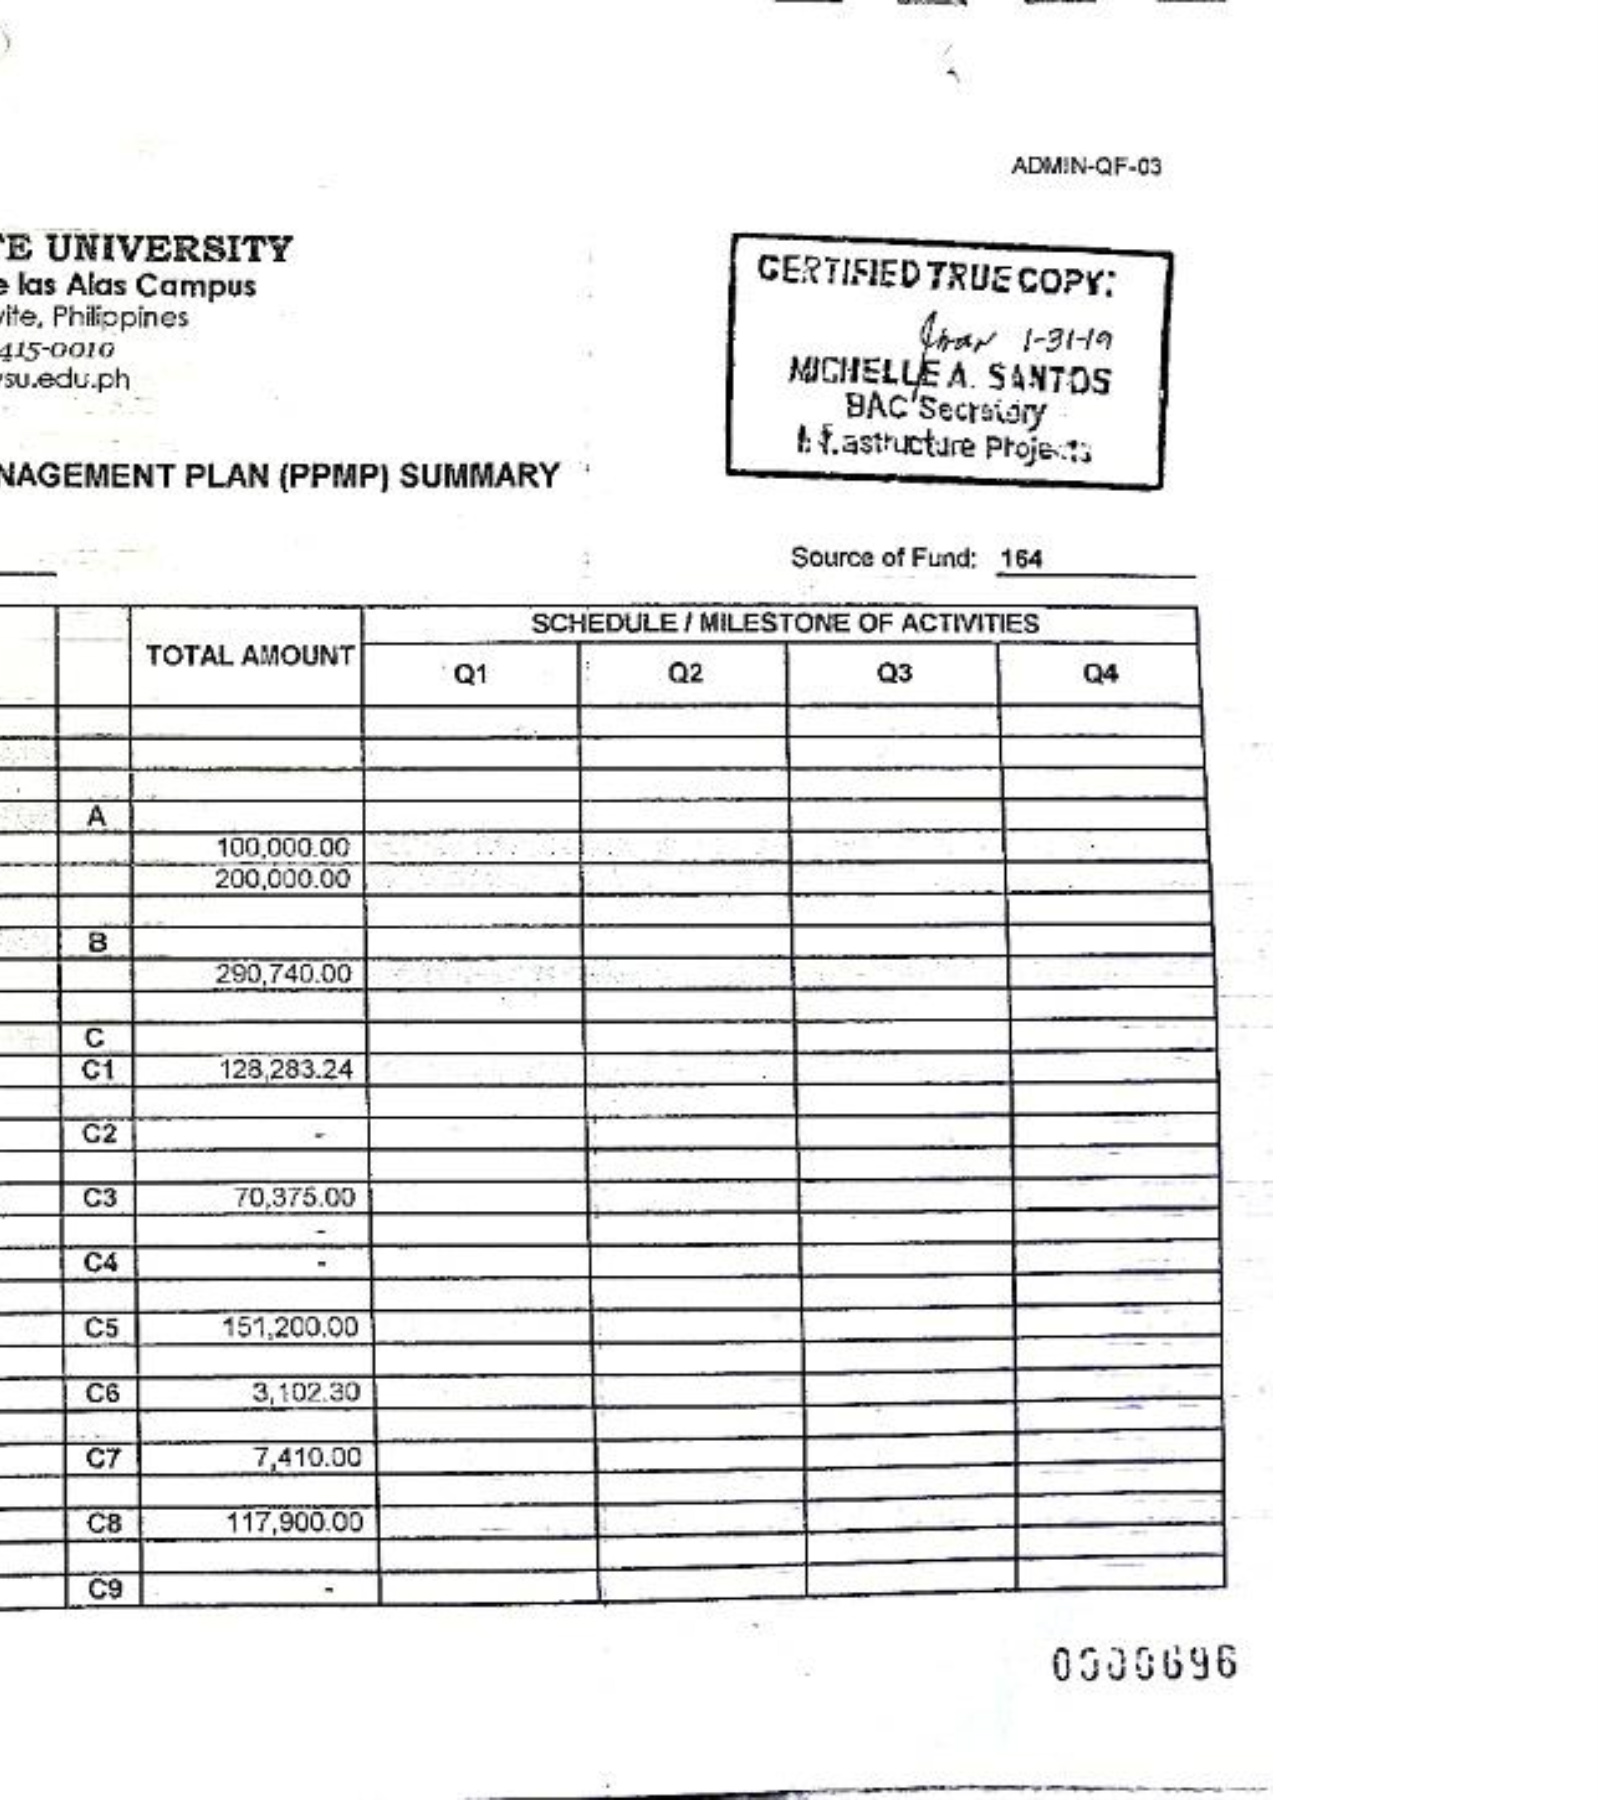 ADMIN-QF-03
TE UNIVERSITY
e las Alas Campus
vite, Philippines
415-0010
vsu.edu.ph
CERTIFIED TRUE COPY:
1-31-19
MICHELLE A. SANTOS
BAC Secretary
Infrastructure Projects
NAGEMENT PLAN (PPMP) SUMMARY
Source of Fund: 164
TOTAL AMOUNT
SCHEDULE / MILESTONE OF ACTIVITIES
Q1 Q2 Q3 Q4
A
100,000.00
200,000.00
B
290,740.00
C
C1 128,283.24
C2 -
C3 70,375.00
-
C4 -
C5 151,200.00
C6 3,102.30
C7 7,410.00
C8 117,900.00
C9 -
0000696